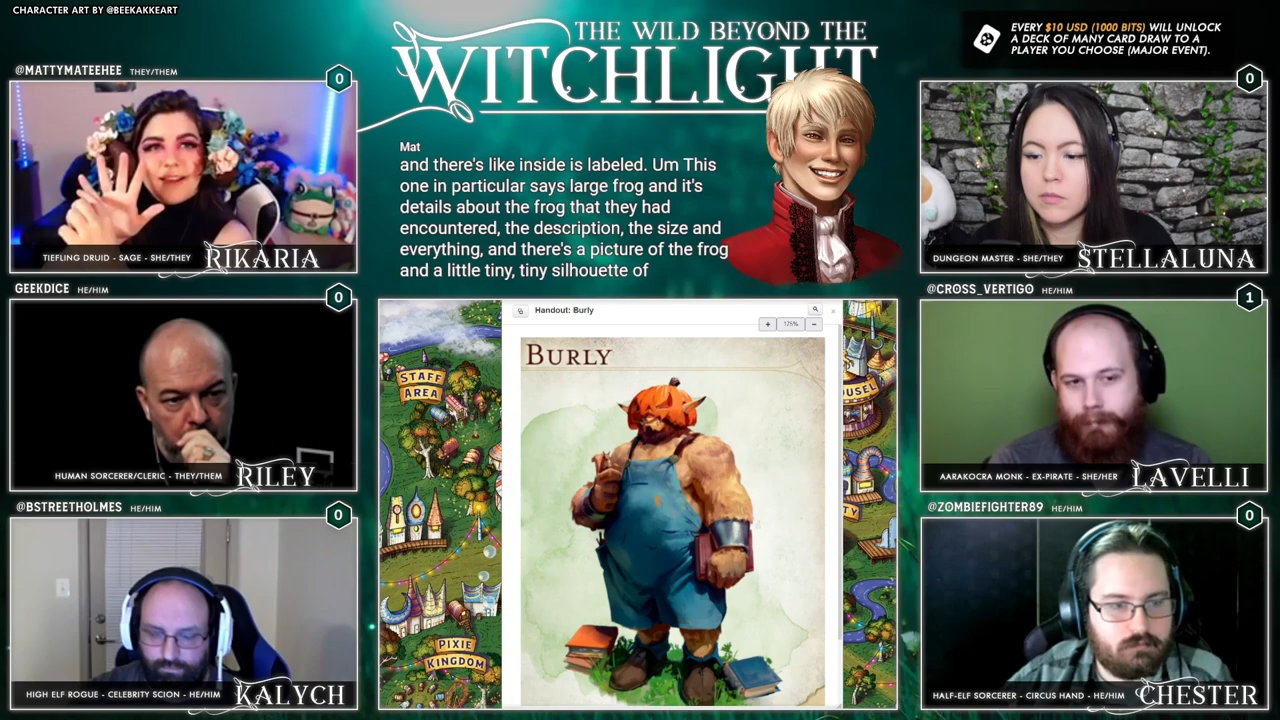 CHARACTER ART BY @BEEKAKKEART
THE WILD BEYOND THE
WITCHLIGHT
EVERY $10 USD (1000 BITS) WILL UNLOCK
A DECK OF MANY CARD DRAW TO A
PLAYER YOU CHOOSE (MAJOR EVENT).
@MATTYMATEEHEE THEY/THEM
0
TIEFLING DRUID - SAGE - SHE/THEY RIKARIA
Mat
and there's like inside is labeled. Um This
one in particular says large frog and it's
details about the frog that they had
encountered, the description, the size and
everything, and there's a picture of the frog
and a little tiny, tiny silhouette of
0
DUNGEON MASTER - SHE/THEY STELLALUNA
GEEKDICE HE/HIM
0
HUMAN SORCERER/CLERIC - THEY/THEM RILEY
@CROSS_VERTIGO HE/HIM
1
AARAKOCRA MONK - EX-PIRATE - SHE/HER LAVELLI
Handout: Burly
+ 175% −
BURLY
STAFF
AREA
PIXIE
KINGDOM
@BSTREETHOLMES HE/HIM
0
HIGH ELF ROGUE - CELEBRITY SCION - HE/HIM KALYCH
@ZOMBIEFIGHTER89 HE/HIM
0
HALF-ELF SORCERER - CIRCUS HAND - HE/HIM CHESTER